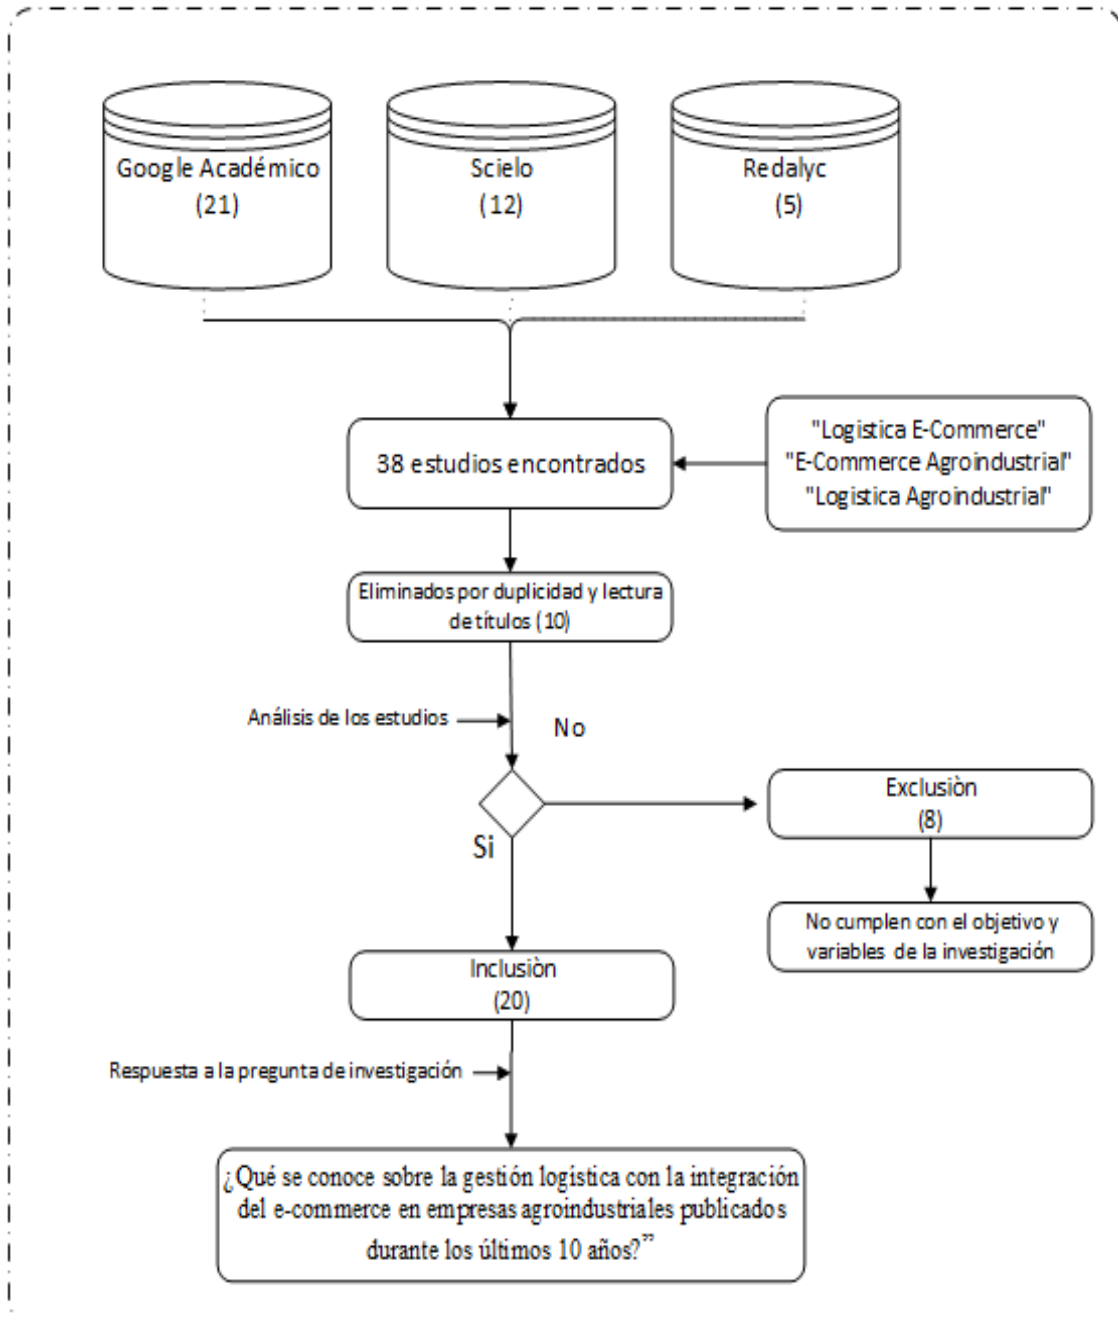 Google Académico
(21)
Scielo
(12)
Redalyc
(5)
38 estudios encontrados
"Logistica E-Commerce"
"E-Commerce Agroindustrial"
"Logistica Agroindustrial"
Eliminados por duplicidad y lectura
de títulos (10)
Análisis de los estudios
No
Si
Exclusiòn
(8)
No cumplen con el objetivo y
variables de la investigación
Inclusiòn
(20)
Respuesta a la pregunta de investigación
¿Qué se conoce sobre la gestión logística con la integración
del e-commerce en empresas agroindustriales publicados
durante los últimos 10 años?”